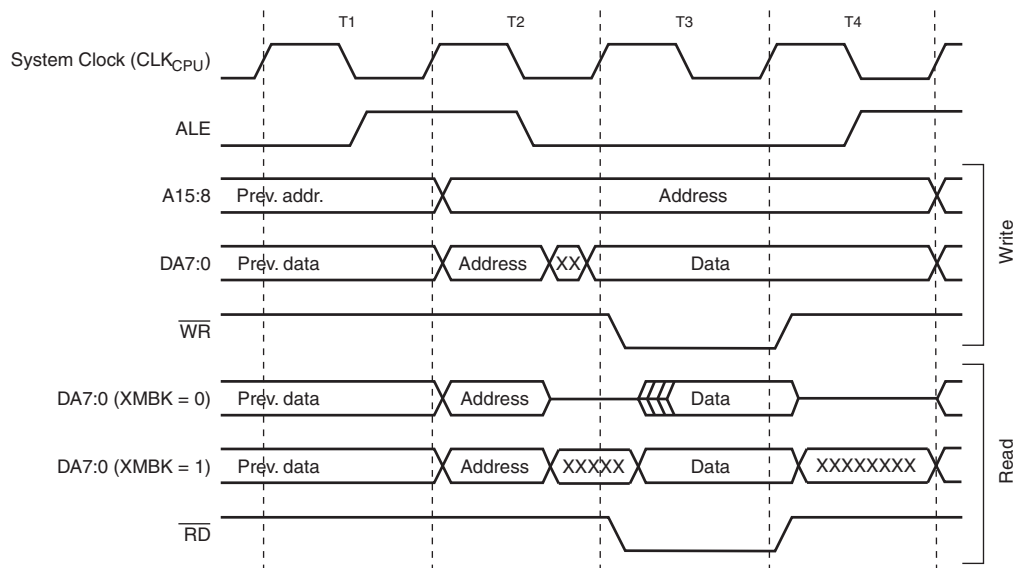 T1 T2 T3 T4
System Clock (CLKCPU)
ALE
A15:8 Prev. addr. Address
DA7:0 Prev. data Address XX Data
WR
Write
DA7:0 (XMBK = 0) Prev. data Address Data
DA7:0 (XMBK = 1) Prev. data Address XXXXX Data XXXXXXXX
RD
Read